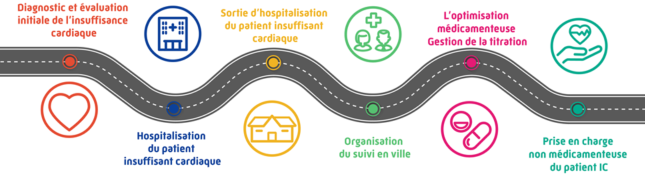 Diagnostic et évaluation
initiale de l'insuffisance
cardiaque
Hospitalisation
du patient
insuffisant cardiaque
Sortie d'hospitalisation
du patient insuffisant
cardiaque
Organisation
du suivi en ville
L'optimisation
médicamenteuse
Gestion de la titration
Prise en charge
non médicamenteuse
du patient IC